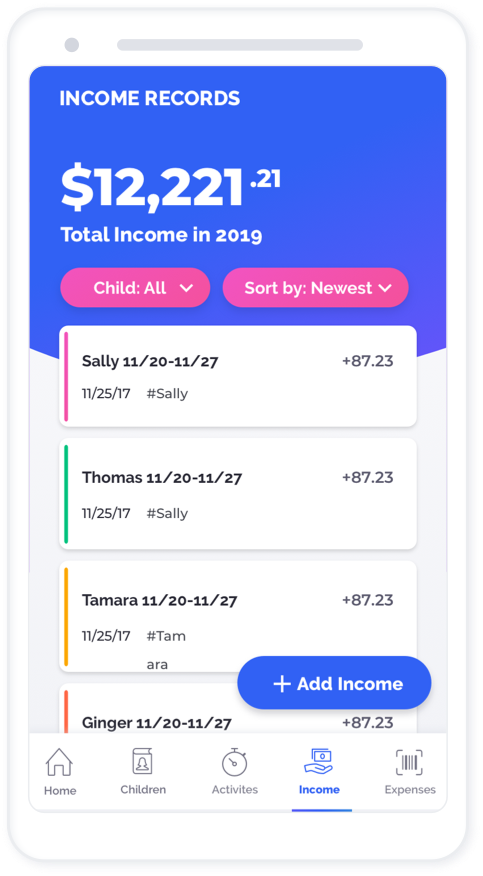 INCOME RECORDS
$12,221.21
Total Income in 2019
Child: All
Sort by: Newest
Sally 11/20-11/27
+87.23
11/25/17 #Sally
Thomas 11/20-11/27
+87.23
11/25/17 #Sally
Tamara 11/20-11/27
+87.23
11/25/17 #Tam
ara
+ Add Income
Ginger 11/20-11/27
+87.23
Home
Children
Activites
Income
Expenses